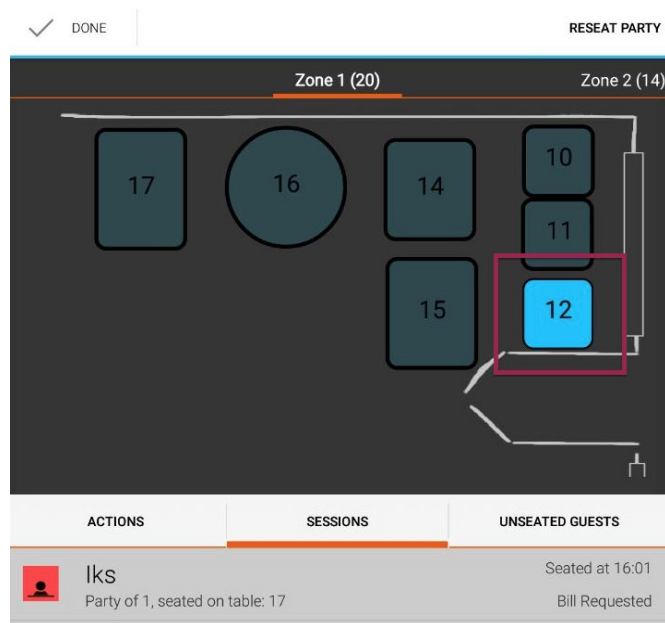 DONE
RESEAT PARTY
Zone 1 (20)
Zone 2 (14)
17
16
14
10
11
15
12
ACTIONS
SESSIONS
UNSEATED GUESTS
Iks
Seated at 16:01
Party of 1, seated on table: 17
Bill Requested